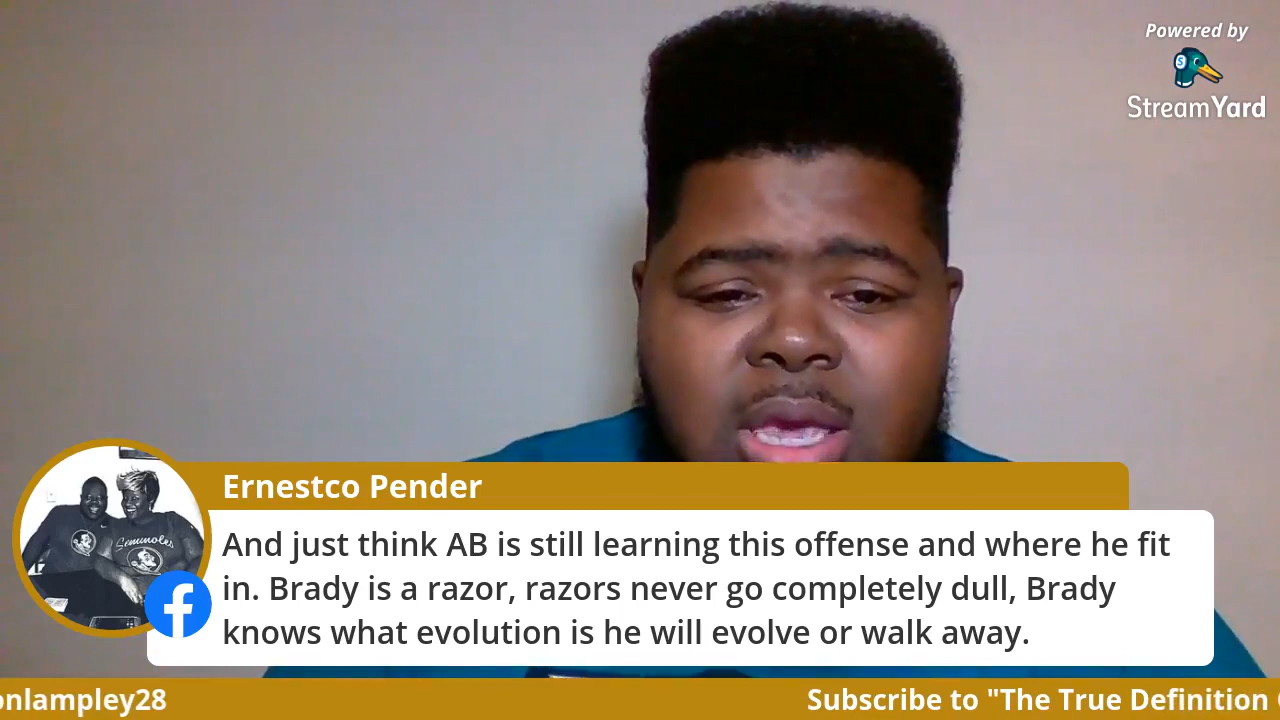 Powered by
StreamYard
Ernestco Pender
And just think AB is still learning this offense and where he fit
in. Brady is a razor, razors never go completely dull, Brady
knows what evolution is he will evolve or walk away.
onlampley28
Subscribe to "The True Definition
Seminoles